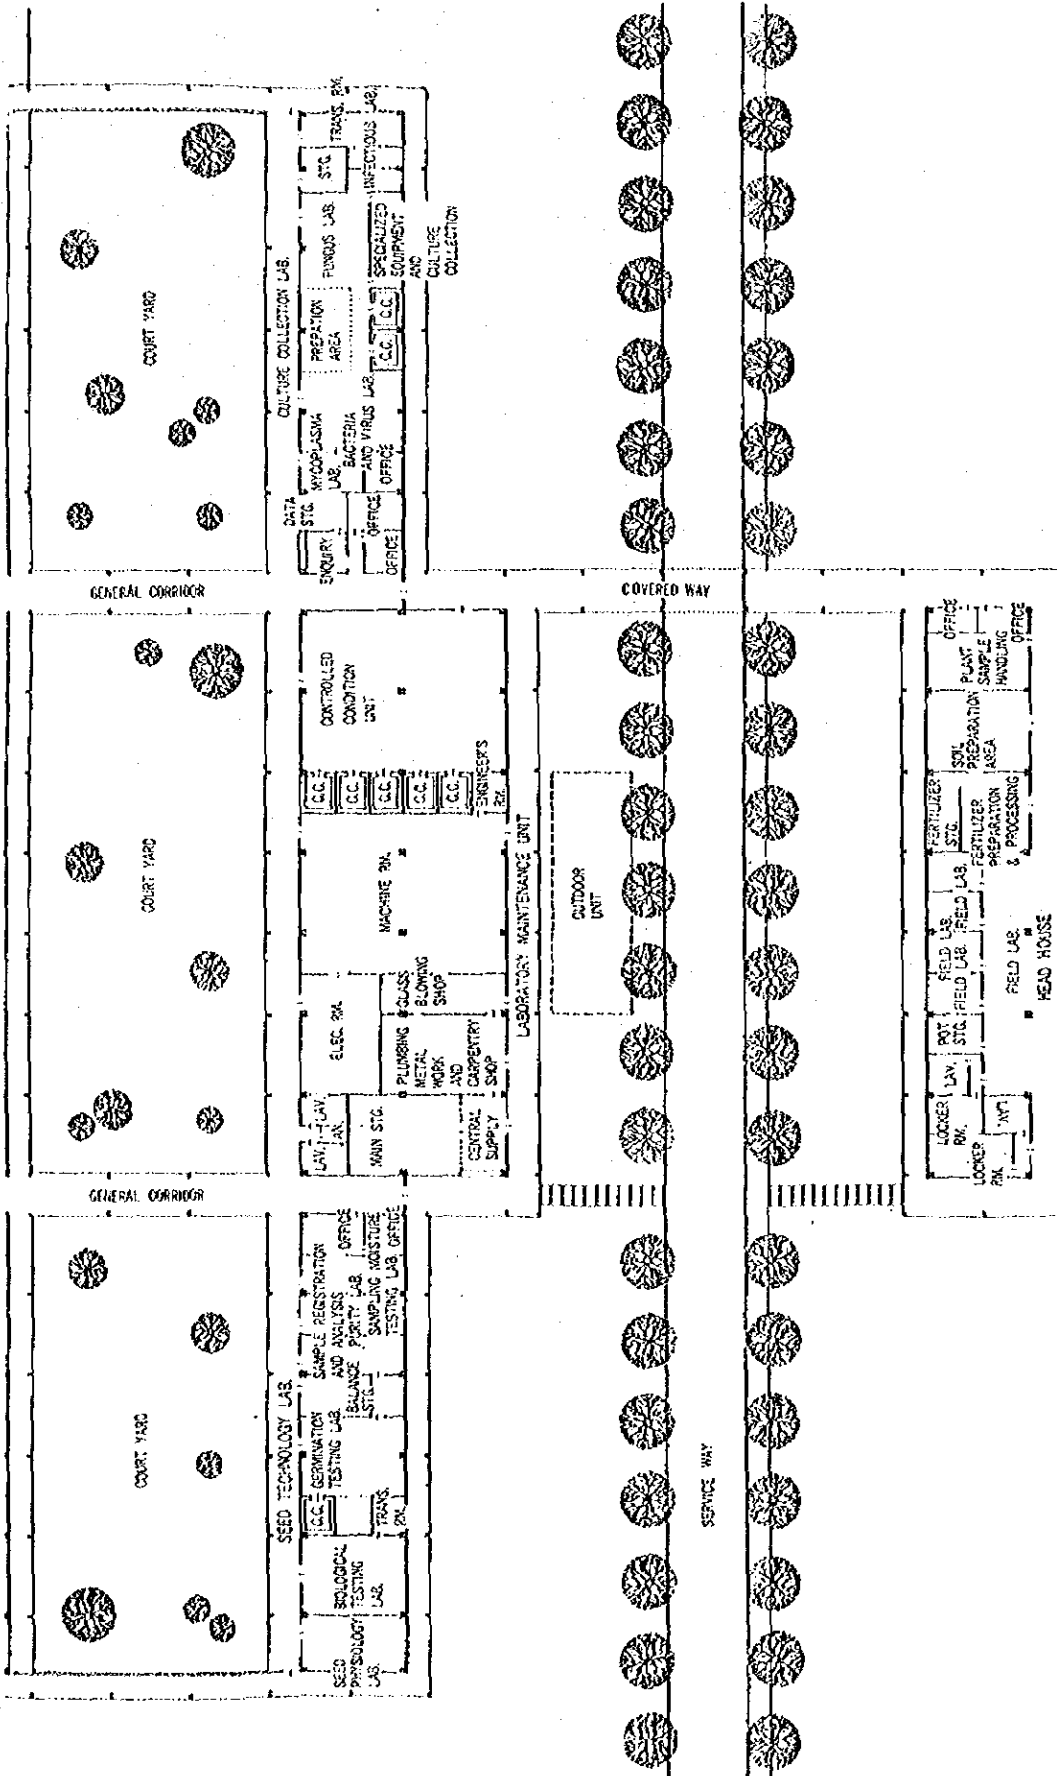 COURT YARD
COURT YARD
COURT YARD
GENERAL CORRIDOR
GENERAL CORRIDOR
SEED TECHNOLOGY LAB.
SEED
PHYSIOLOGY
LAB.
BIOLOGICAL
TESTING
LAB.
C.C.
TRANS.
RM.
GERMINATION
TESTING LAB.
BALANCE
STG.
SAMPLE REGISTRATION
AND ANALYSIS
PURITY LAB.
OFFICE
SAMPLING MOISTURE
TESTING LAB.
OFFICE
LAV.
LAV.
JAN.
MAIN STG.
CENTRAL
SUPPLY
ELEC. RM.
PLUMBING
METAL
WORK
AND
CARPENTRY
SHOP
GLASS
BLOWING
SHOP
MACHINE RM.
C.C.
C.C.
C.C.
C.C.
C.C.
ENGINEER'S
RM.
CONTROLLED
CONDITION
UNIT
LABORATORY MAINTENANCE UNIT
CULTURE COLLECTION LAB.
ENQUIRY
DATA
STG.
OFFICE
OFFICE
OFFICE
MYCOPLASMA
LAB.
BACTERIA
AND VIRUS LAB.
PREPATION
AREA
C.C.
C.C.
FUNGUS LAB.
SPECIALIZED
EQUIPMENT
AND
CULTURE
COLLECTION
STG.
TRANS. RM.
INFECTIOUS LAB.
OUTDOOR
UNIT
COVERED WAY
SERVICE WAY
LOCKER
RM.
LOCKER
RM.
LAV.
LAV.
POT
STG.
FIELD LAB.
FIELD LAB.
FIELD LAB.
FIELD LAB.
FERTILIZER
STG.
FERTILIZER
PREPARATION
& PROCESSING
SOIL
PREPARATION
AREA
PLANT
SAMPLE
HANDLING
OFFICE
OFFICE
HEAD HOUSE